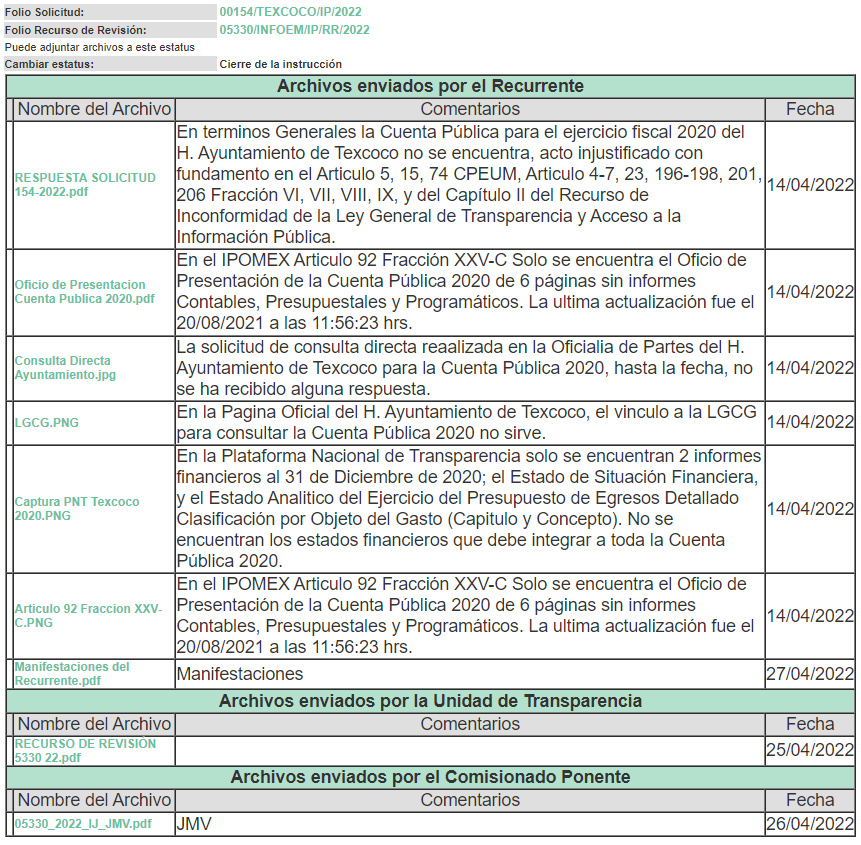 Folio Solicitud: 00154/TEXCOCO/IP/2022
Folio Recurso de Revisión: 05330/INFOEM/IP/RR/2022
Puede adjuntar archivos a este estatus
Cambiar estatus: Cierre de la instrucción
Archivos enviados por el Recurrente
Nombre del Archivo Comentarios Fecha
RESPUESTA SOLICITUD
154-2022.pdf
En terminos Generales la Cuenta Pública para el ejercicio fiscal 2020 del
H. Ayuntamiento de Texcoco no se encuentra, acto injustificado con
fundamento en el Articulo 5, 15, 74 CPEUM, Articulo 4-7, 23, 196-198, 201,
206 Fracción VI, VII, VIII, IX, y del Capítulo II del Recurso de
Inconformidad de la Ley General de Transparencia y Acceso a la
Información Pública.
14/04/2022
Oficio de Presentacion
Cuenta Publica 2020.pdf
En el IPOMEX Articulo 92 Fracción XXV-C Solo se encuentra el Oficio de
Presentación de la Cuenta Pública 2020 de 6 páginas sin informes
Contables, Presupuestales y Programáticos. La ultima actualización fue el
20/08/2021 a las 11:56:23 hrs.
14/04/2022
Consulta Directa
Ayuntamiento.jpg
La solicitud de consulta directa reaalizada en la Oficialia de Partes del H.
Ayuntamiento de Texcoco para la Cuenta Pública 2020, hasta la fecha, no
se ha recibido alguna respuesta.
14/04/2022
LGCG.PNG
En la Pagina Oficial del H. Ayuntamiento de Texcoco, el vinculo a la LGCG
para consultar la Cuenta Pública 2020 no sirve.
14/04/2022
Captura PNT Texcoco
2020.PNG
En la Plataforma Nacional de Transparencia solo se encuentran 2 informes
financieros al 31 de Diciembre de 2020; el Estado de Situación Financiera,
y el Estado Analitico del Ejercicio del Presupuesto de Egresos Detallado
Clasificación por Objeto del Gasto (Capitulo y Concepto). No se
encuentran los estados financieros que debe integrar a toda la Cuenta
Pública 2020.
14/04/2022
Articulo 92 Fraccion XXV-
C.PNG
En el IPOMEX Articulo 92 Fracción XXV-C Solo se encuentra el Oficio de
Presentación de la Cuenta Pública 2020 de 6 páginas sin informes
Contables, Presupuestales y Programáticos. La ultima actualización fue el
20/08/2021 a las 11:56:23 hrs.
14/04/2022
Manifestaciones del
Recurrente.pdf
Manifestaciones
27/04/2022
Archivos enviados por la Unidad de Transparencia
Nombre del Archivo Comentarios Fecha
RECURSO DE REVISIÓN
5330 22.pdf
25/04/2022
Archivos enviados por el Comisionado Ponente
Nombre del Archivo Comentarios Fecha
05330_2022_IJ_JMV.pdf JMV 26/04/2022